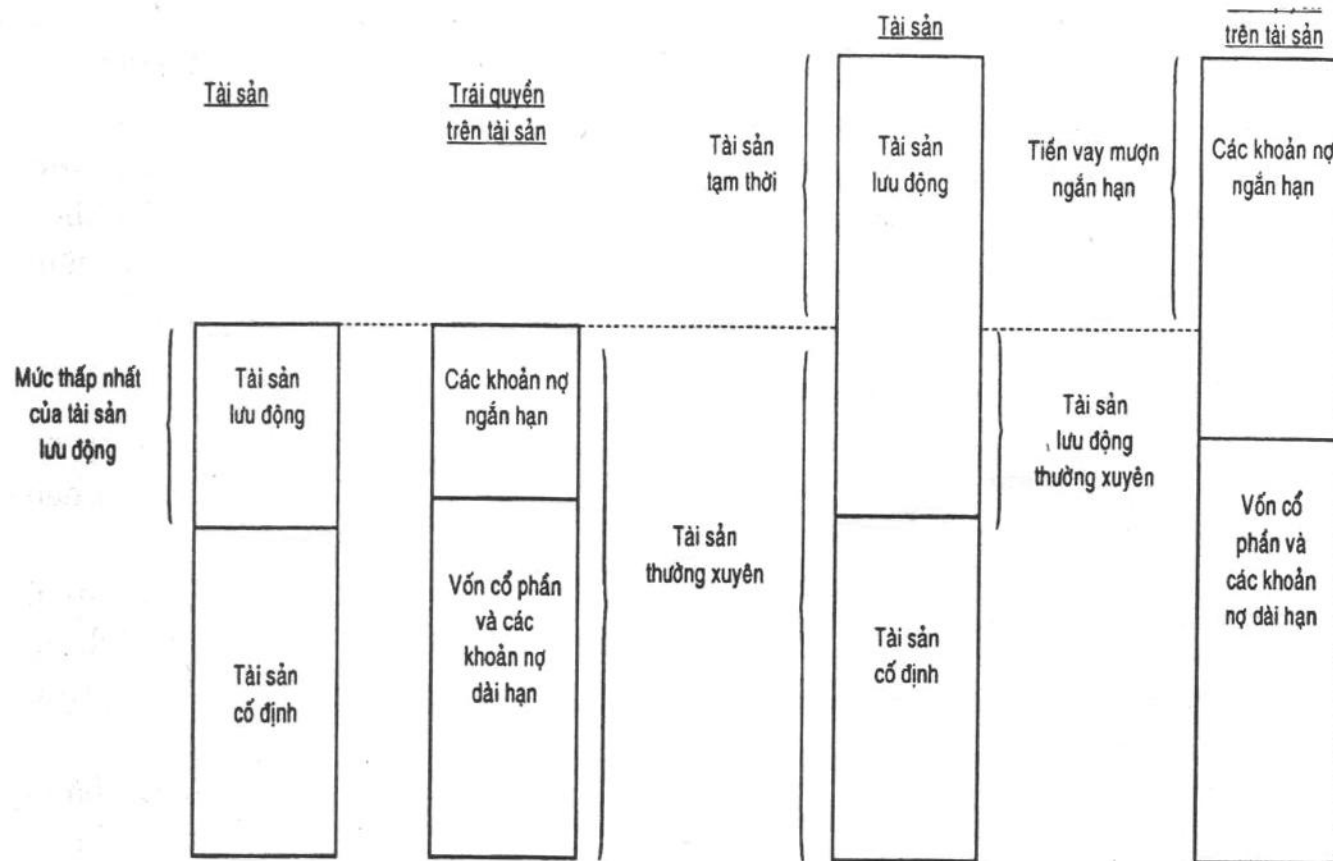 Tài sản
trên tài sản
Tài sản
Trái quyền
trên tài sản
Tài sản
tạm thời
Tài sản
lưu động
Tiền vay mượn
ngắn hạn
Các khoản nợ
ngắn hạn
Mức thấp nhất
của tài sản
lưu động
Tài sản
lưu động
Các khoản nợ
ngắn hạn
Tài sản
lưu động
thường xuyên
Tài sản
thường xuyên
Vốn cổ
phần và
các khoản
nợ dài hạn
Vốn cổ phần
và các
khoản nợ
dài hạn
Tài sản
cố định
Tài sản
cố định